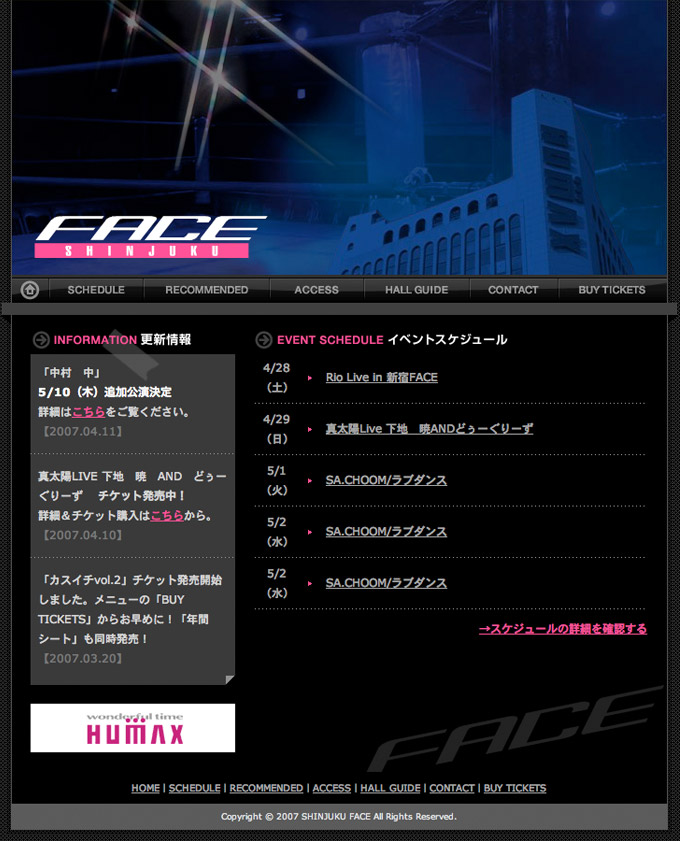 FACE
SHINJUKU
SCHEDULE
RECOMMENDED
ACCESS
HALL GUIDE
CONTACT
BUY TICKETS
INFORMATION 更新情報
「中村　中」
5/10（木）追加公演決定
詳細はこちらをご覧ください。
【2007.04.11】
真太陽LIVE 下地　暁　AND　どぅー
ぐりーず　チケット発売中！
詳細＆チケット購入はこちらから。
【2007.04.10】
「カスイチvol.2」チケット発売開始
しました。メニューの「BUY
TICKETS」からお早めに！「年間
シート」も同時発売！
【2007.03.20】
wonderful time
HUMAX
EVENT SCHEDULE イベントスケジュール
4/28
（土）
Rio Live in 新宿FACE
4/29
（日）
真太陽Live 下地　暁ANDどぅーぐりーず
5/1
（火）
SA.CHOOM/ラブダンス
5/2
（水）
SA.CHOOM/ラブダンス
5/2
（水）
SA.CHOOM/ラブダンス
→スケジュールの詳細を確認する
FACE
HOME | SCHEDULE | RECOMMENDED | ACCESS | HALL GUIDE | CONTACT | BUY TICKETS
Copyright © 2007 SHINJUKU FACE All Rights Reserved.